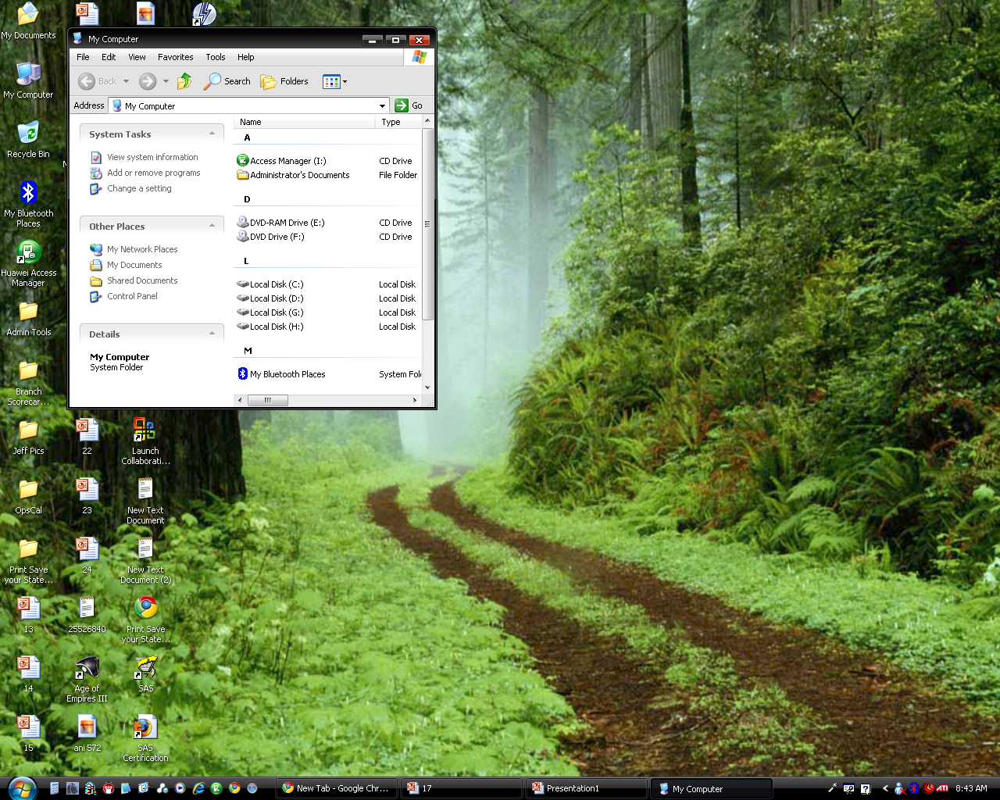 My Documents
My Computer
Recycle Bin
My Bluetooth
Places
Huawei Access
Manager
Admin Tools
Branch
Scorecar...
Jeff Pics
OpsCal
Print Save
your State...
13
14
15
22
23
24
25526840
Age of
Empires III
ani 572
Launch
Collaborati...
New Text
Document
New Text
Document (2)
Print Save
your State...
SAS
SAS
Certification
My Computer
File Edit View Favorites Tools Help
Back Search Folders
Address My Computer Go
System Tasks
View system information
Add or remove programs
Change a setting
Other Places
My Network Places
My Documents
Shared Documents
Control Panel
Details
My Computer
System Folder
Name Type
A
Access Manager (I:) CD Drive
Administrator's Documents File Folder
D
DVD-RAM Drive (E:) CD Drive
DVD Drive (F:) CD Drive
L
Local Disk (C:) Local Disk
Local Disk (D:) Local Disk
Local Disk (G:) Local Disk
Local Disk (H:) Local Disk
M
My Bluetooth Places System Fol
New Tab - Google Chr...
17
Presentation1
My Computer
ATI
8:43 AM